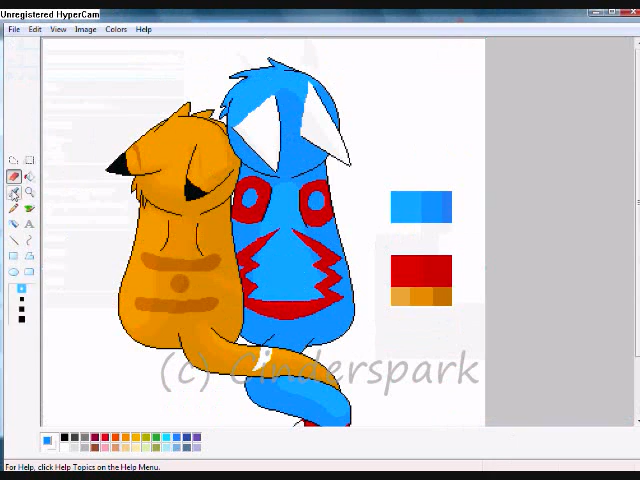 Unregistered HyperCam
File Edit View Image Colors Help
A
(c) Cinderspark
For Help, click Help Topics on the Help Menu.